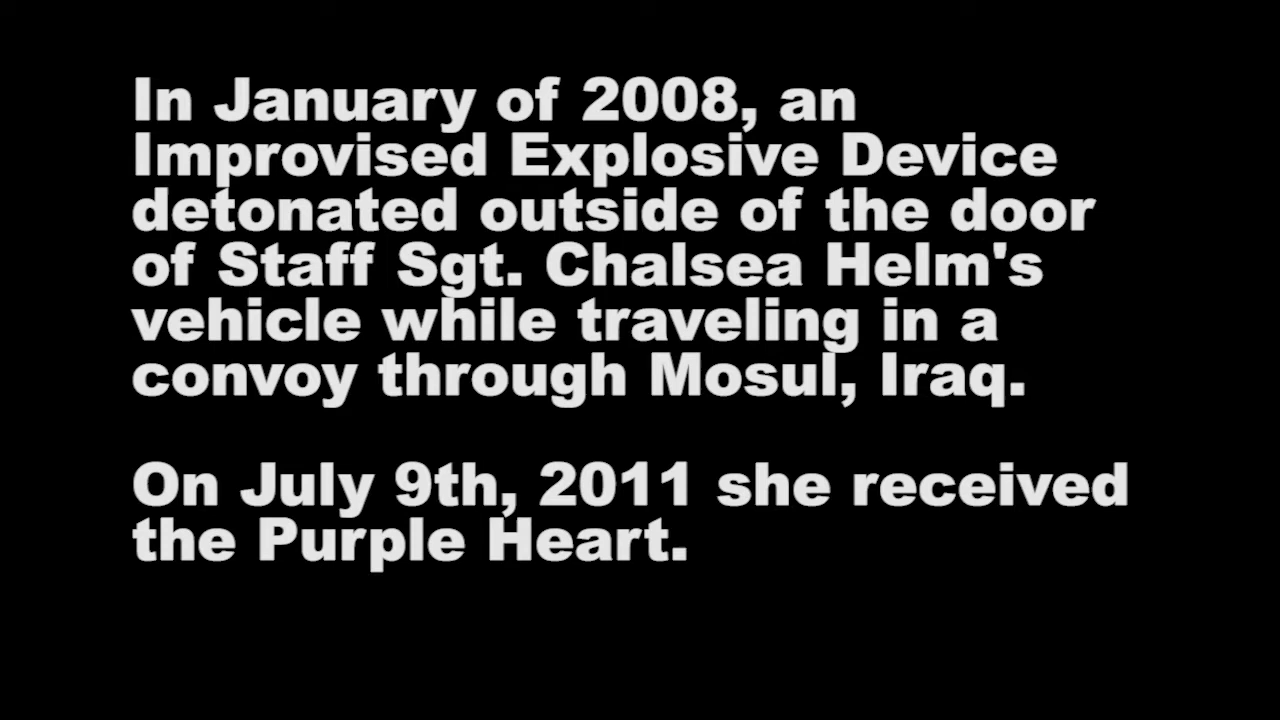 In January of 2008, an
Improvised Explosive Device
detonated outside of the door
of Staff Sgt. Chalsea Helm's
vehicle while traveling in a
convoy through Mosul, Iraq.
On July 9th, 2011 she received
the Purple Heart.